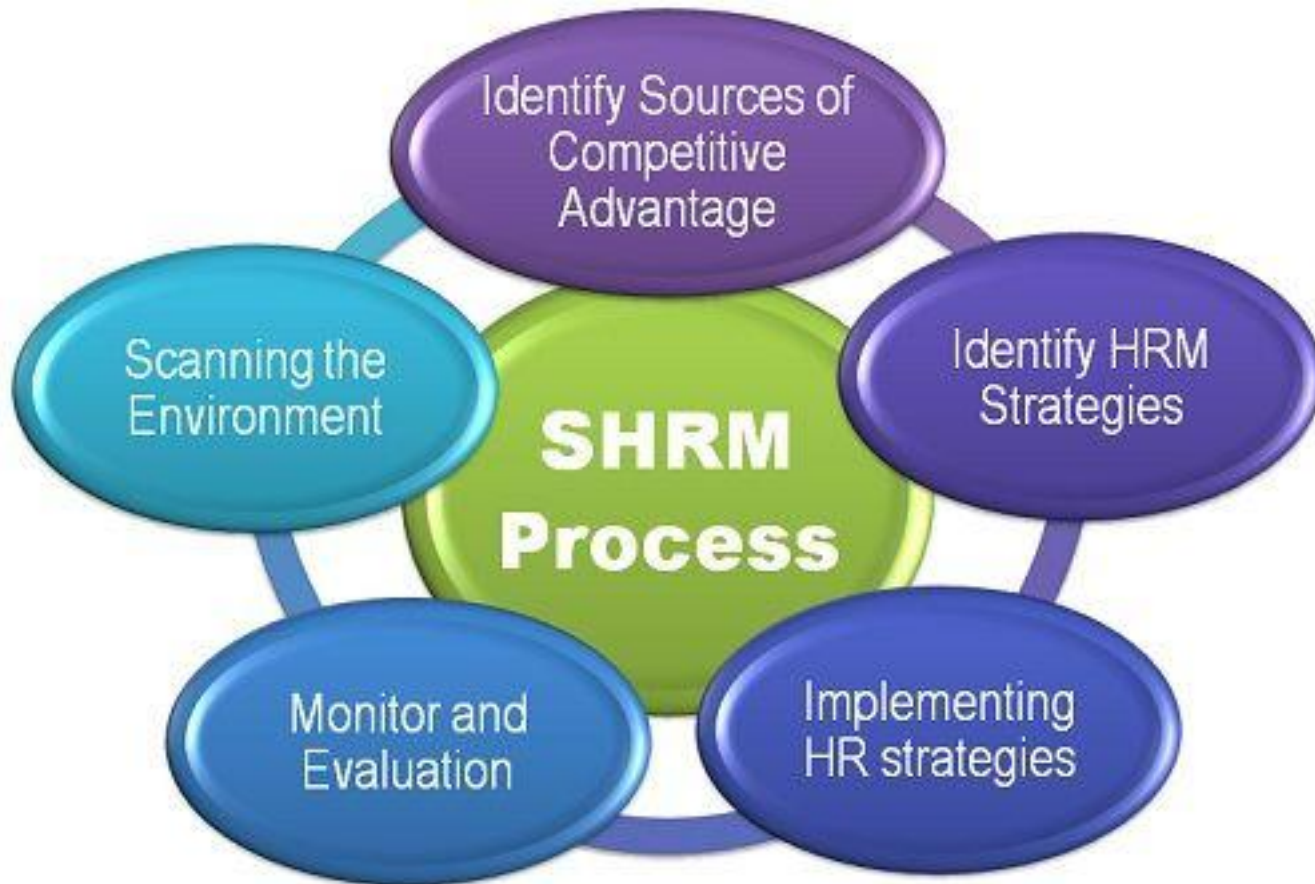 Identify Sources of
Competitive
Advantage
Scanning the
Environment
Identify HRM
Strategies
SHRM
Process
Monitor and
Evaluation
Implementing
HR strategies